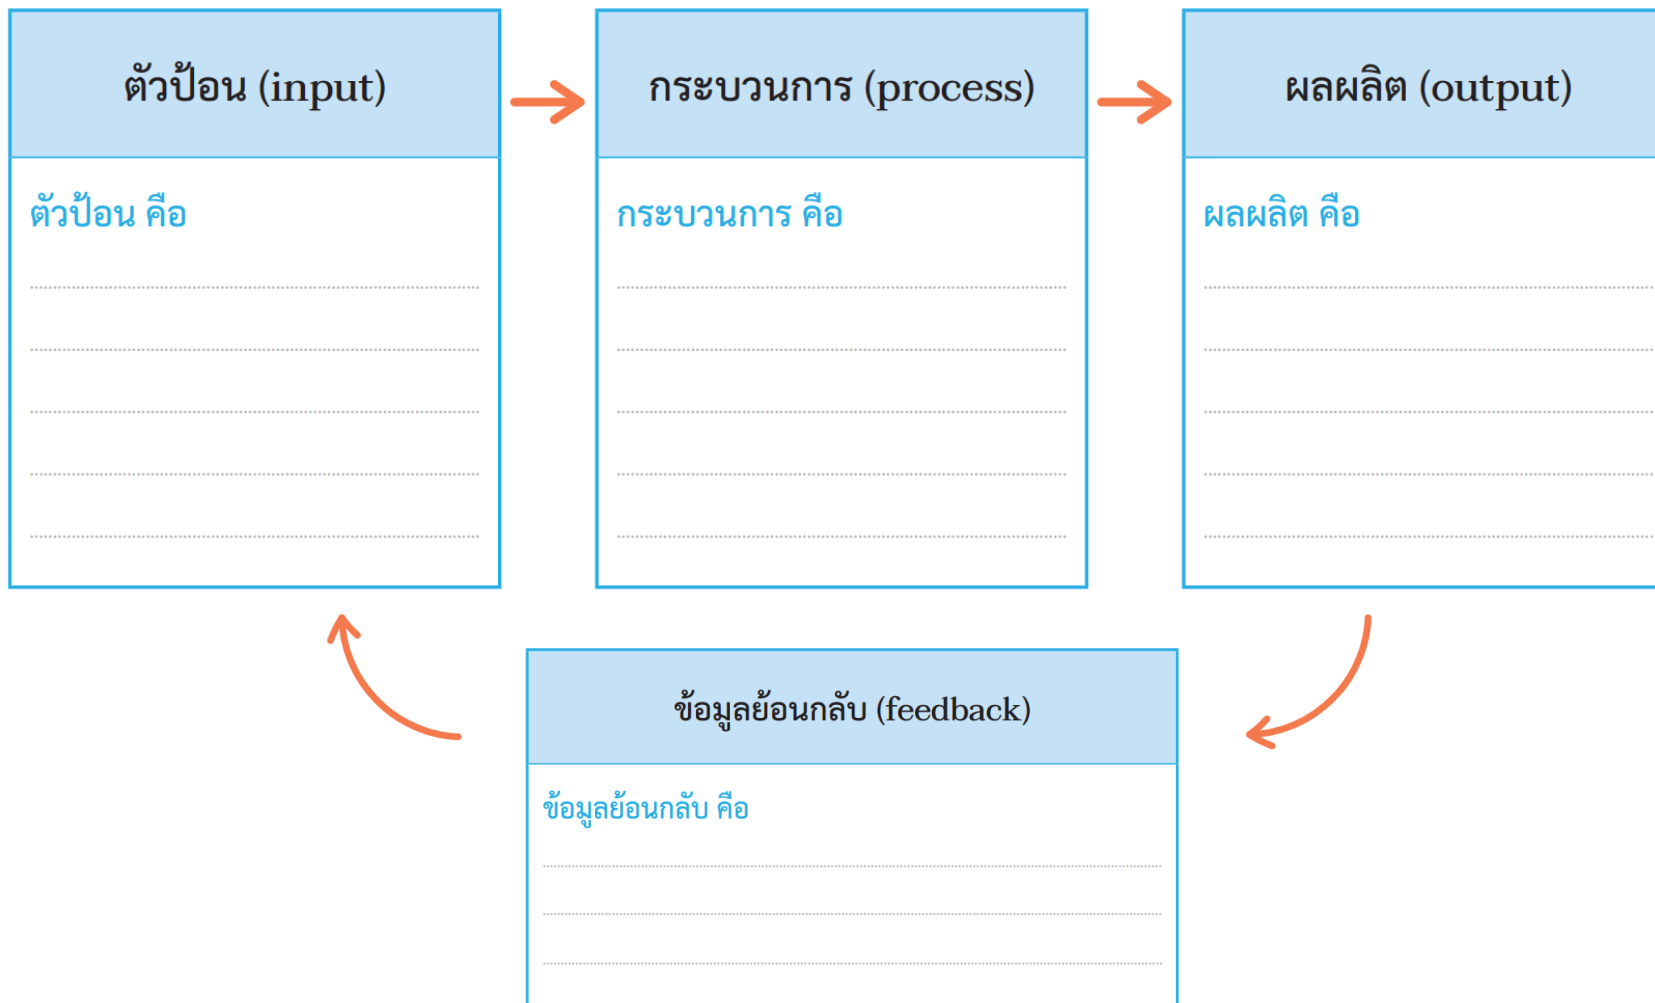 ตัวป้อน (input)
กระบวนการ (process)
ผลผลิต (output)
ตัวป้อน คือ
กระบวนการ คือ
ผลผลิต คือ
ข้อมูลย้อนกลับ (feedback)
ข้อมูลย้อนกลับ คือ